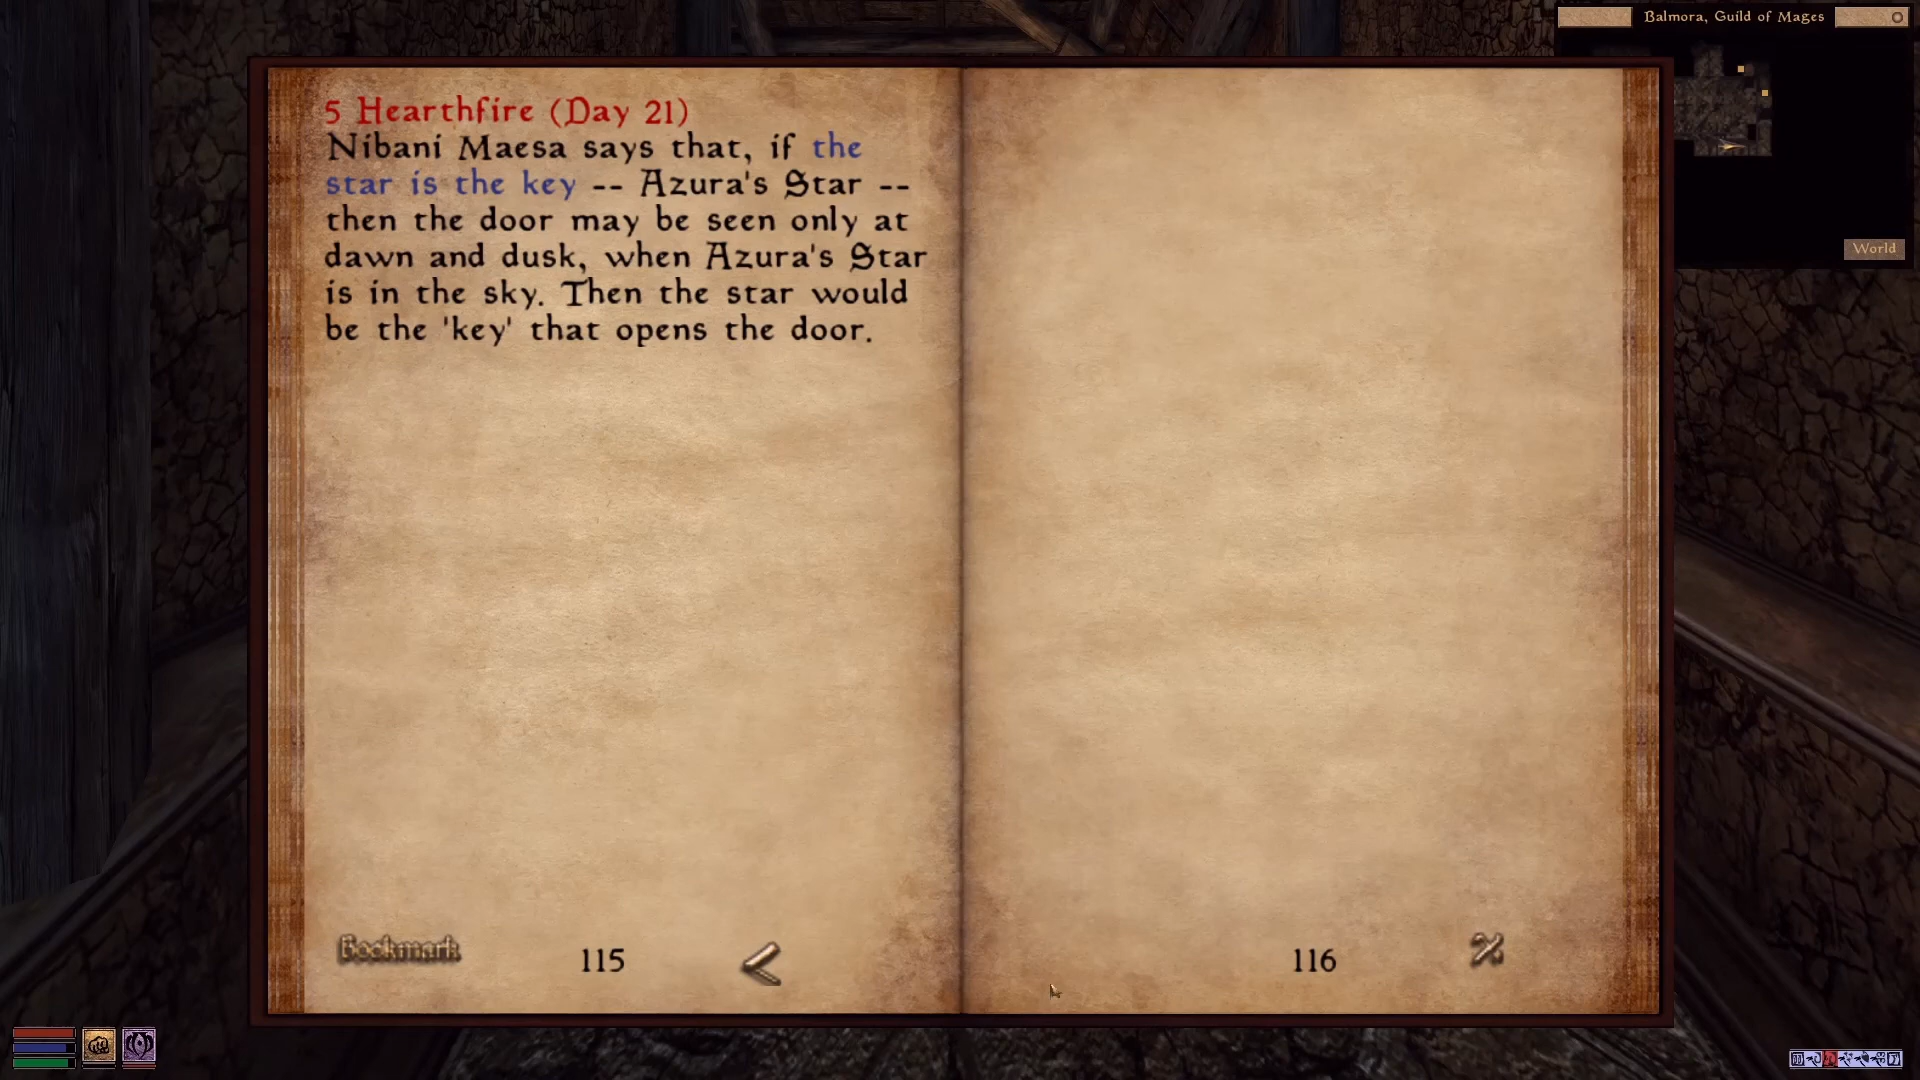 Balmora, Guild of Mages
5 Hearthfire (Day 21)
Nibani Maesa says that, if the
star is the key -- Azura's Star --
then the door may be seen only at
dawn and dusk, when Azura's Star
is in the sky. Then the star would
be the 'key' that opens the door.
World
Bookmark
115
116